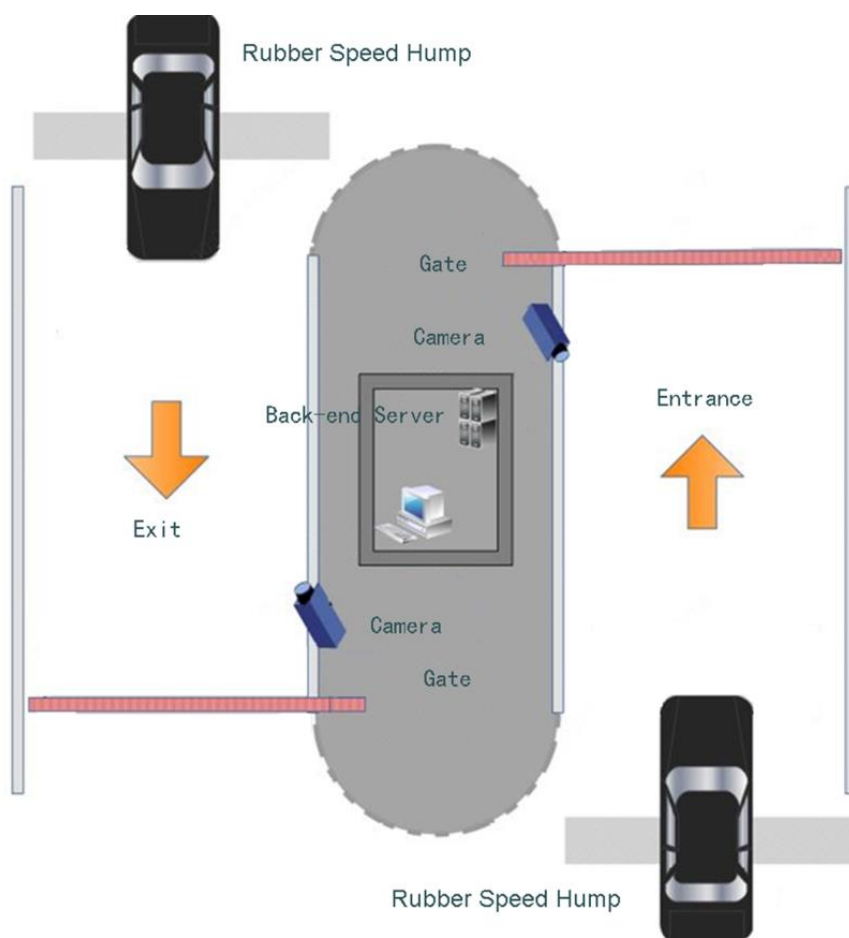 Rubber Speed Hump
Gate
Camera
Entrance
Back-end Server
Exit
Camera
Gate
Rubber Speed Hump